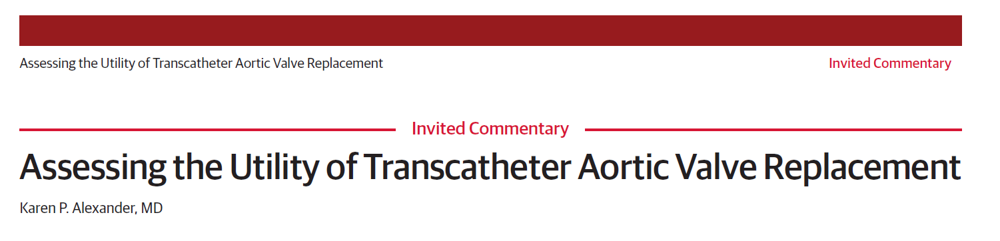 Assessing the Utility of Transcatheter Aortic Valve Replacement
Invited Commentary
Invited Commentary
Assessing the Utility of Transcatheter Aortic Valve Replacement
Karen P. Alexander, MD